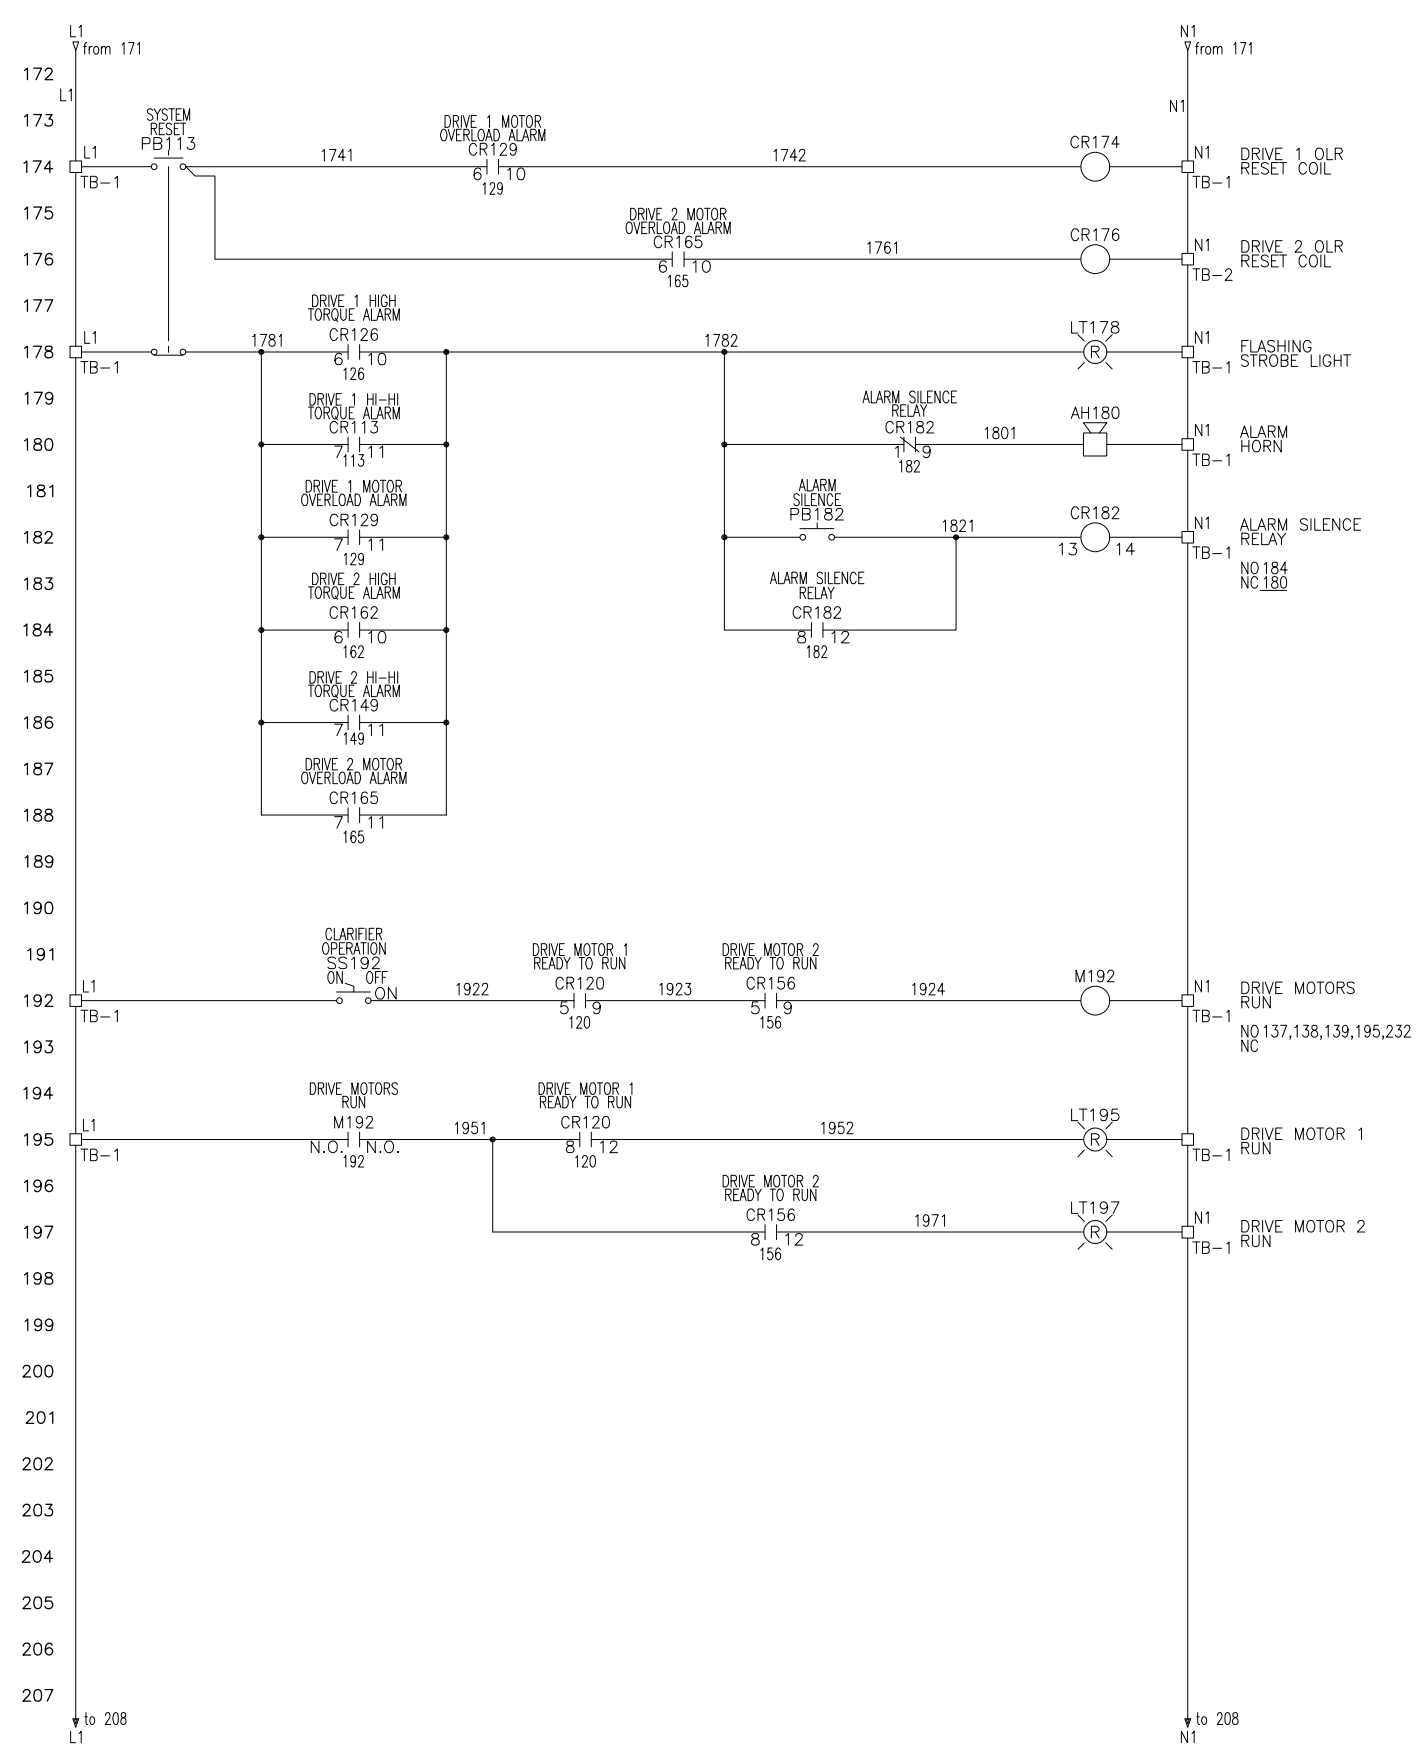 L1
from 171
N1
from 171
172
L1
N1
173
SYSTEM
RESET
PB113
DRIVE 1 MOTOR
OVERLOAD ALARM
CR129
CR174
174
L1
TB-1
1741
6
10
129
1742
N1
TB-1
DRIVE 1 OLR
RESET COIL
175
DRIVE 2 MOTOR
OVERLOAD ALARM
CR165
CR176
176
6
10
165
1761
N1
TB-2
DRIVE 2 OLR
RESET COIL
177
DRIVE 1 HIGH
TORQUE ALARM
CR126
LT178
178
L1
TB-1
1781
6
10
126
1782
R
N1
TB-1
FLASHING
STROBE LIGHT
179
DRIVE 1 HI-HI
TORQUE ALARM
CR113
ALARM SILENCE
RELAY
CR182
AH180
180
7
11
113
1
9
182
1801
N1
TB-1
ALARM
HORN
181
DRIVE 1 MOTOR
OVERLOAD ALARM
CR129
ALARM
SILENCE
PB182
CR182
182
7
11
129
1821
13
14
N1
TB-1
ALARM SILENCE
RELAY
NO 184
NC 180
183
DRIVE 2 HIGH
TORQUE ALARM
CR162
ALARM SILENCE
RELAY
CR182
184
6
10
162
8
12
182
185
DRIVE 2 HI-HI
TORQUE ALARM
CR149
186
7
11
149
187
DRIVE 2 MOTOR
OVERLOAD ALARM
CR165
188
7
11
165
189
190
191
CLARIFIER
OPERATION
SS192
ON OFF
ON
DRIVE MOTOR 1
READY TO RUN
CR120
DRIVE MOTOR 2
READY TO RUN
CR156
M192
192
L1
TB-1
1922
5
9
120
1923
5
9
156
1924
N1
TB-1
DRIVE MOTORS
RUN
NO 137,138,139,195,232
NC
193
194
DRIVE MOTORS
RUN
M192
DRIVE MOTOR 1
READY TO RUN
CR120
LT195
195
L1
TB-1
N.O.
N.O.
192
1951
8
12
120
1952
R
TB-1
DRIVE MOTOR 1
RUN
196
DRIVE MOTOR 2
READY TO RUN
CR156
LT197
197
8
12
156
1971
R
N1
TB-1
DRIVE MOTOR 2
RUN
198
199
200
201
202
203
204
205
206
207
to 208
L1
to 208
N1